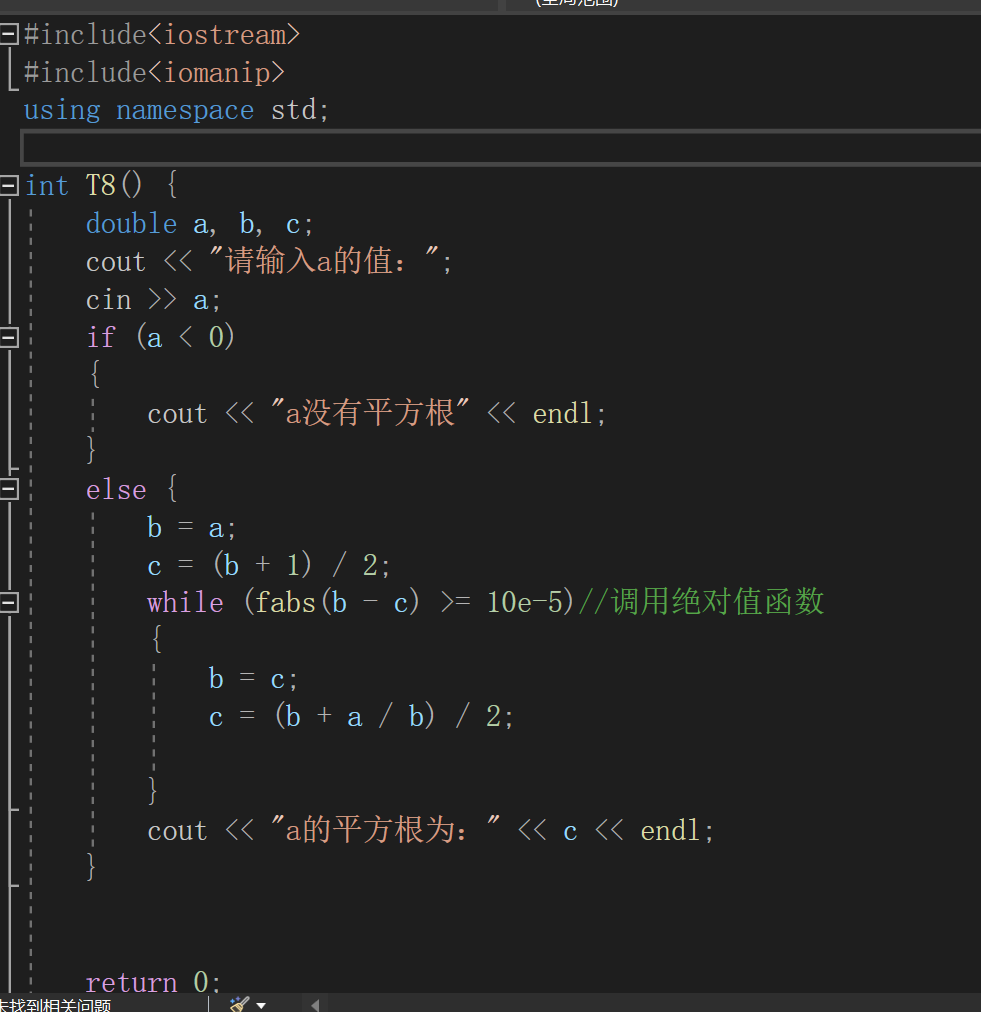 (全局范围)
#include<iostream>
#include<iomanip>
using namespace std;
int T8() {
double a, b, c;
cout << "请输入a的值：";
cin >> a;
if (a < 0)
{
cout << "a没有平方根" << endl;
}
else {
b = a;
c = (b + 1) / 2;
while (fabs(b - c) >= 10e-5)//调用绝对值函数
{
b = c;
c = (b + a / b) / 2;
}
cout << "a的平方根为：" << c << endl;
}
return 0;
未找到相关问题